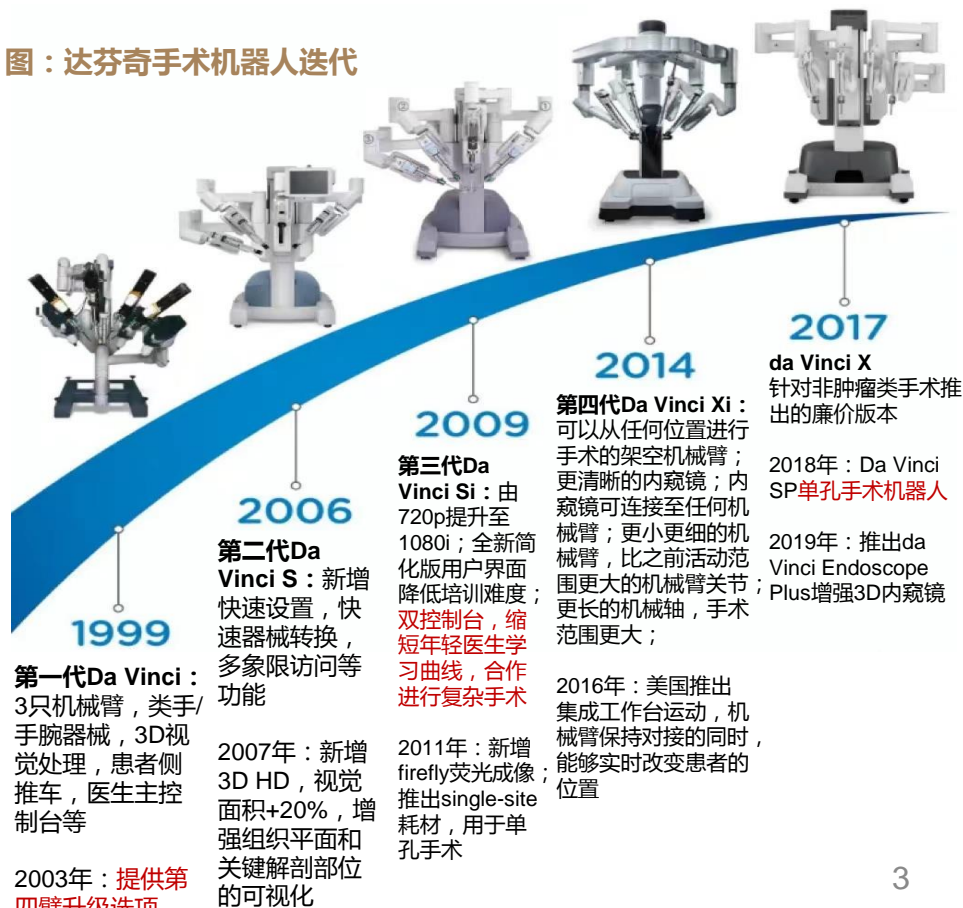 图：达芬奇手术机器人迭代
1999
第一代Da Vinci：
3只机械臂，类手/
手腕器械，3D视
觉处理，患者侧
推车，医生主控
制台等
2003年：提供第
四臂升级选项
2006
第二代Da
Vinci S：新增
快速设置，快
速器械转换，
多象限访问等
功能
2007年：新增
3D HD，视觉
面积+20%，增
强组织平面和
关键解剖部位
的可视化
2009
第三代Da
Vinci Si：由
720p提升至
1080i；全新简
化版用户界面
降低培训难度；
双控制台，缩
短年轻医生学
习曲线，合作
进行复杂手术
2011年：新增
firefly荧光成像；
推出single-site
耗材，用于单
孔手术
2014
第四代Da Vinci Xi：
可以从任何位置进行
手术的架空机械臂；
更清晰的内窥镜；内
窥镜可连接至任何机
械臂；更小更细的机
械臂，比之前活动范
围更大的机械臂关节；
更长的机械轴，手术
范围更大；
2016年：美国推出
集成工作台运动，机
械臂保持对接的同时，
能够实时改变患者的
位置
2017
da Vinci X
针对非肿瘤类手术推
出的廉价版本
2018年：Da Vinci
SP单孔手术机器人
2019年：推出da
Vinci Endoscope
Plus增强3D内窥镜
3